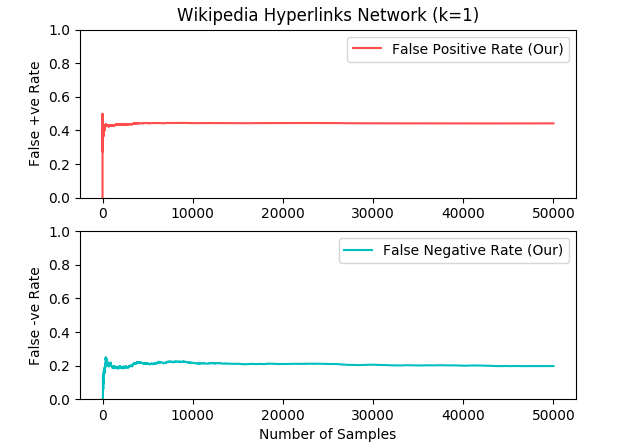 Wikipedia Hyperlinks Network (k=1)
1.0
0.8
0.6
0.4
0.2
0.0
False +ve Rate
False Positive Rate (Our)
0 10000 20000 30000 40000 50000
1.0
0.8
0.6
0.4
0.2
0.0
False -ve Rate
False Negative Rate (Our)
0 10000 20000 30000 40000 50000
Number of Samples